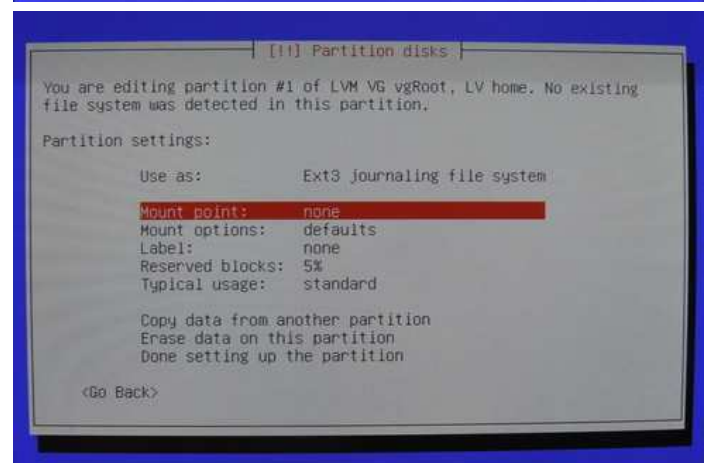 [!!] Partition disks
You are editing partition #1 of LVM VG vgRoot, LV home. No existing
file system was detected in this partition.
Partition settings:
Use as: Ext3 journaling file system
Mount point: none
Mount options: defaults
Label: none
Reserved blocks: 5%
Typical usage: standard
Copy data from another partition
Erase data on this partition
Done setting up the partition
<Go Back>